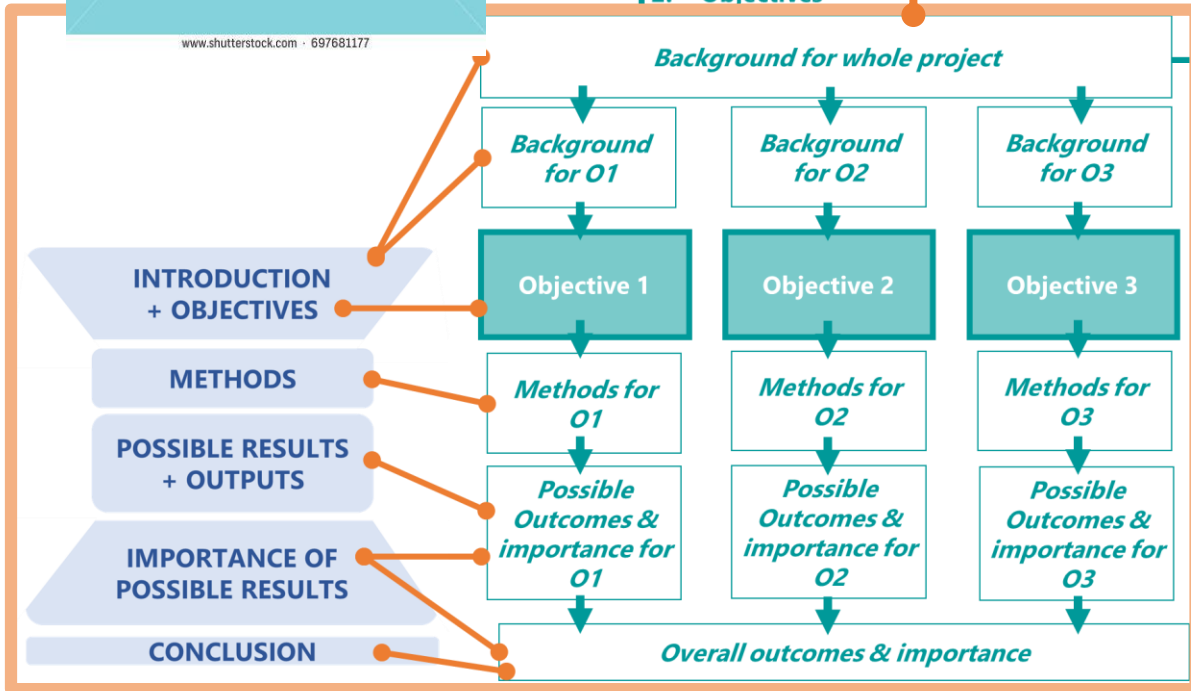 2. Objectives
www.shutterstock.com · 697681177
Background for whole project
Background
for O1
Background
for O2
Background
for O3
INTRODUCTION
+ OBJECTIVES
Objective 1
Objective 2
Objective 3
METHODS
Methods for
O1
Methods for
O2
Methods for
O3
POSSIBLE RESULTS
+ OUTPUTS
Possible
Outcomes &
importance for
O1
Possible
Outcomes &
importance for
O2
Possible
Outcomes &
importance for
O3
IMPORTANCE OF
POSSIBLE RESULTS
CONCLUSION
Overall outcomes & importance